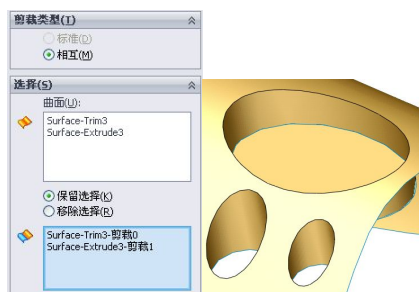 剪裁类型(T)
标准(D)
相互(M)
选择(S)
曲面(U):
Surface-Trim3
Surface-Extrude3
保留选择(K)
移除选择(R)
Surface-Trim3-剪裁0
Surface-Extrude3-剪裁1